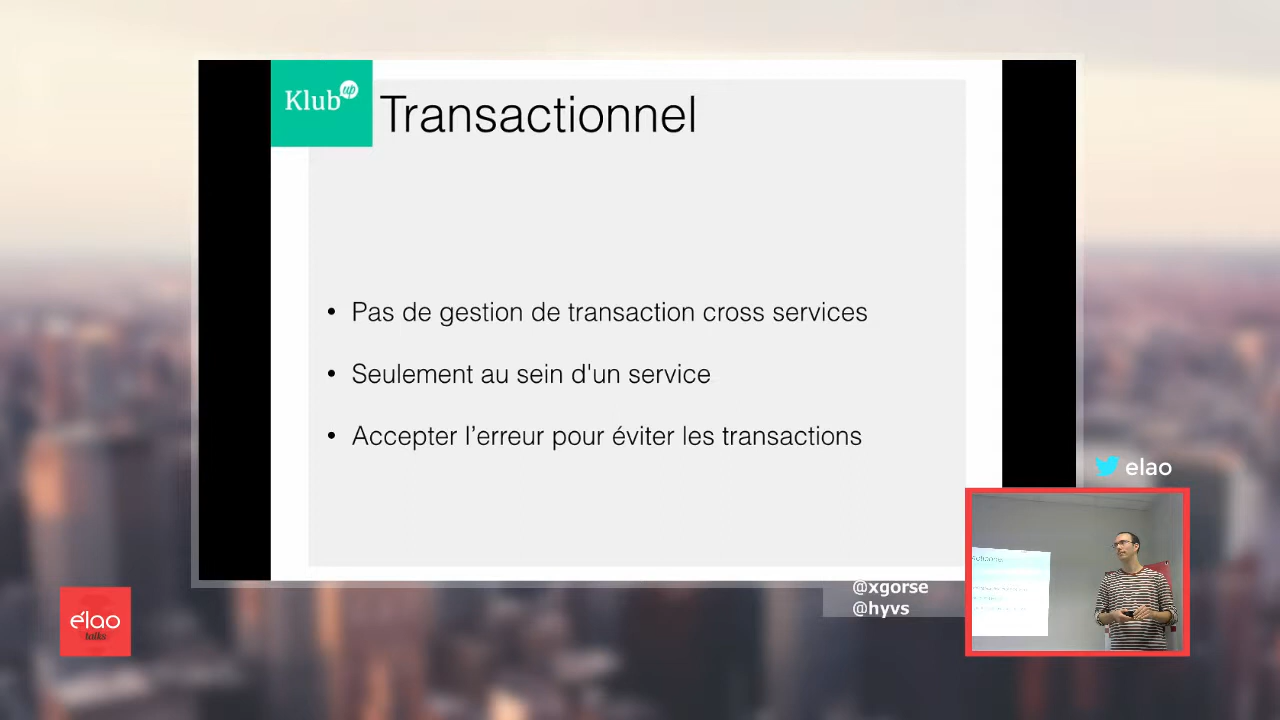 Klub up
Transactionnel
• Pas de gestion de transaction cross services
• Seulement au sein d'un service
• Accepter l’erreur pour éviter les transactions
elao
@xgorse
@hyvs
élao
talks